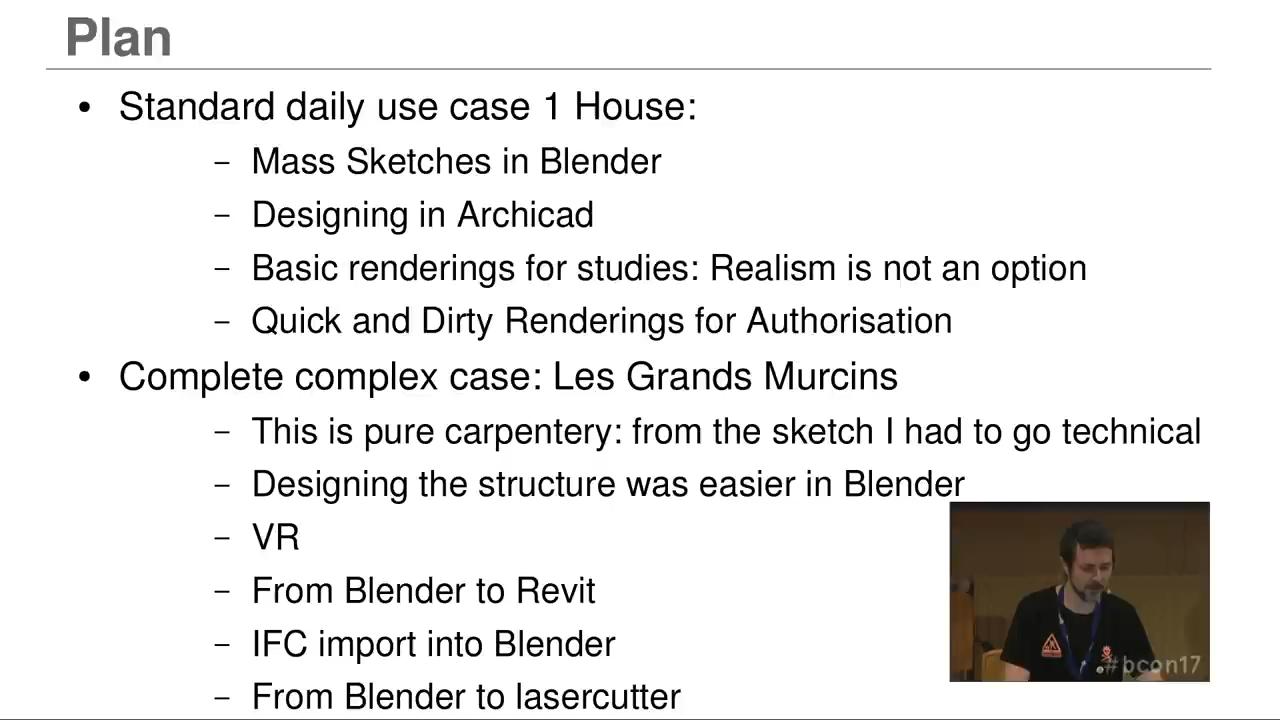 Plan
• Standard daily use case 1 House:
– Mass Sketches in Blender
– Designing in Archicad
– Basic renderings for studies: Realism is not an option
– Quick and Dirty Renderings for Authorisation
• Complete complex case: Les Grands Murcins
– This is pure carpentery: from the sketch I had to go technical
– Designing the structure was easier in Blender
– VR
– From Blender to Revit
– IFC import into Blender
– From Blender to lasercutter
#bcon17